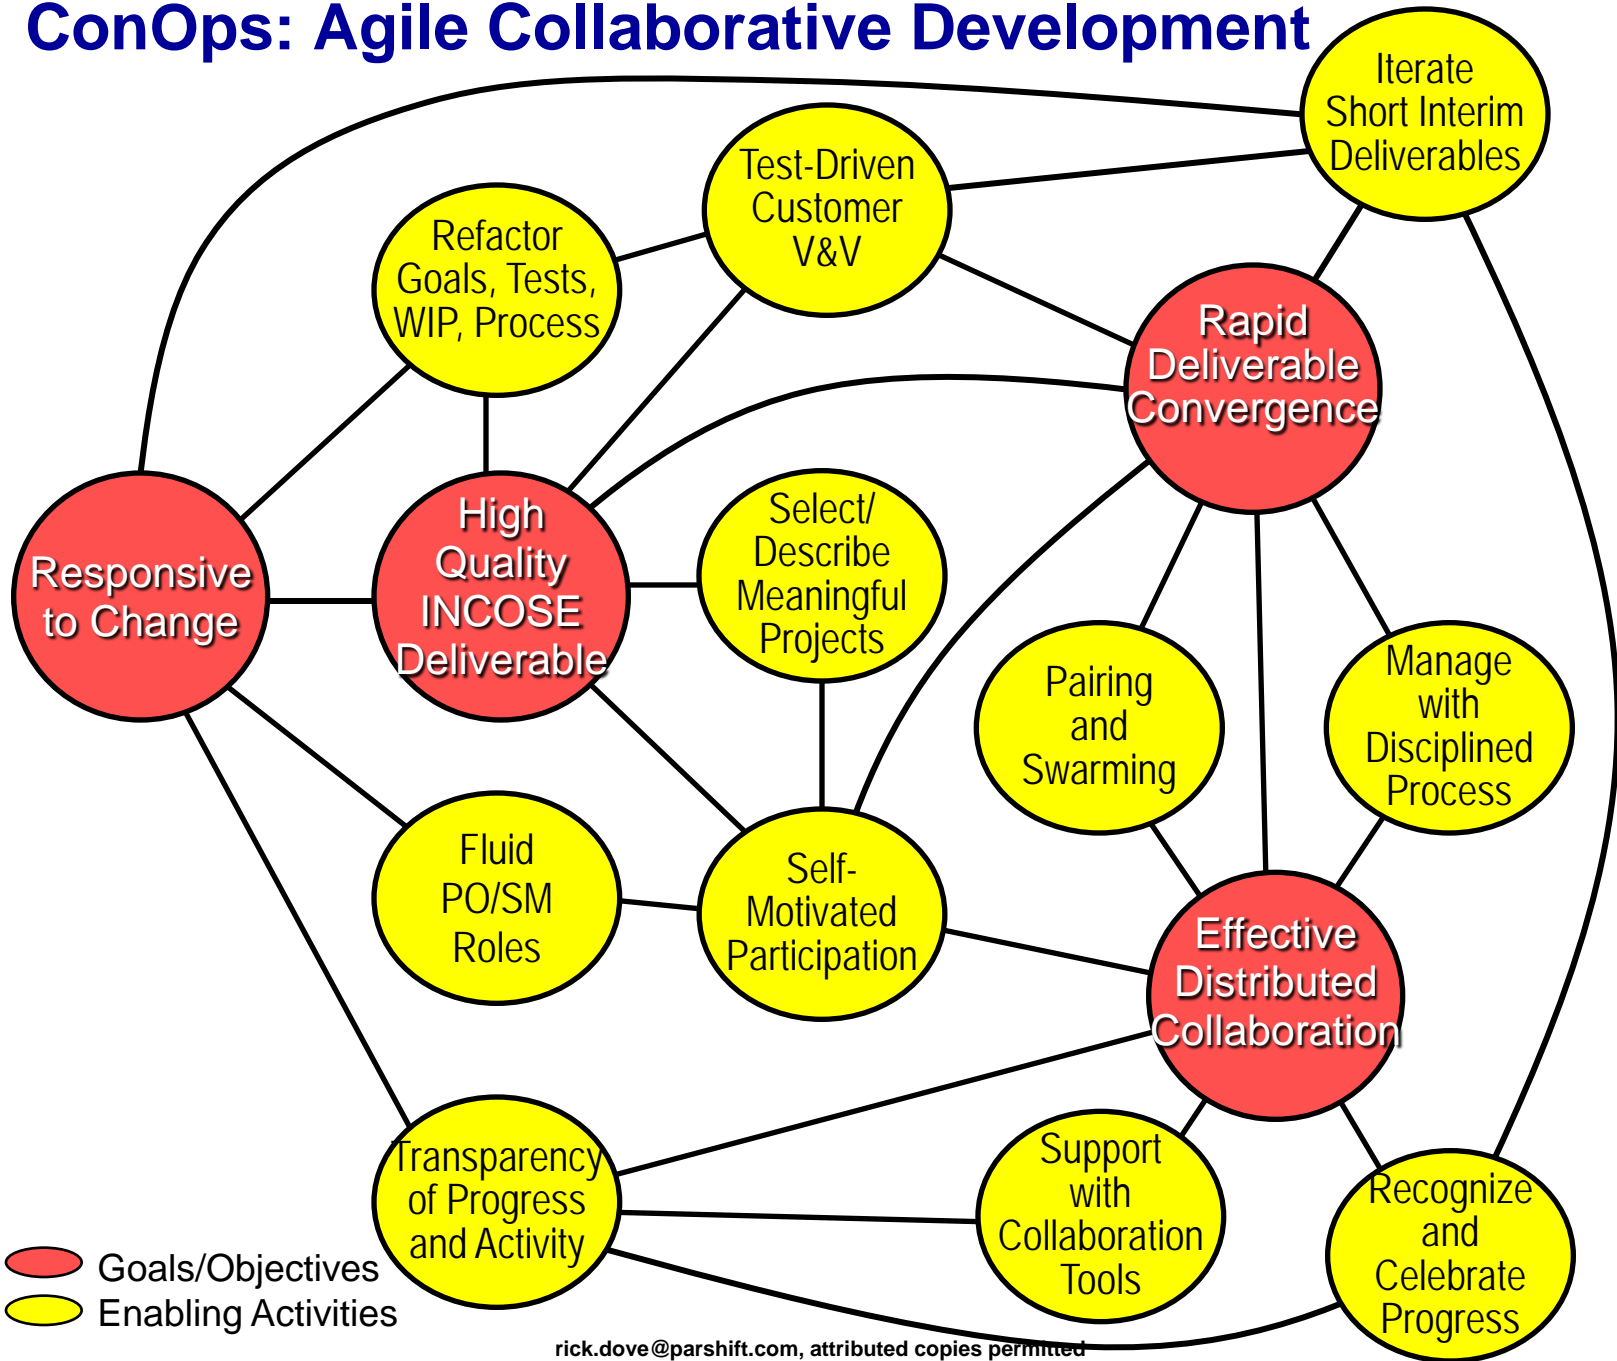 ConOps: Agile Collaborative Development
Iterate
Short Interim
Deliverables
Test-Driven
Customer
V&V
Refactor
Goals, Tests,
WIP, Process
Rapid
Deliverable
Convergence
High
Quality
INCOSE
Deliverable
Select/
Describe
Meaningful
Projects
Responsive
to Change
Pairing
and
Swarming
Manage
with
Disciplined
Process
Fluid
PO/SM
Roles
Self-
Motivated
Participation
Effective
Distributed
Collaboration
Transparency
of Progress
and Activity
Support
with
Collaboration
Tools
Recognize
and
Celebrate
Progress
Goals/Objectives
Enabling Activities
rick.dove@parshift.com, attributed copies permitted